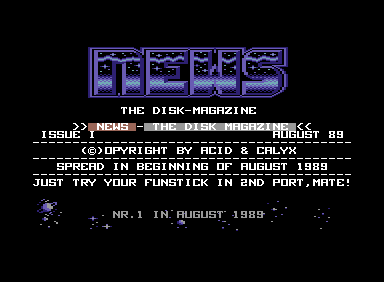 NEWS
THE DISK-MAGAZINE
>> NEWS - THE DISK MAGAZINE <<
ISSUE 1 AUGUST 89
(©)OPYRIGHT BY ACID & CALYX
SPREAD IN BEGINNING OF AUGUST 1989
JUST TRY YOUR FUNSTICK IN 2ND PORT,MATE!
NR.1 IN AUGUST 1989